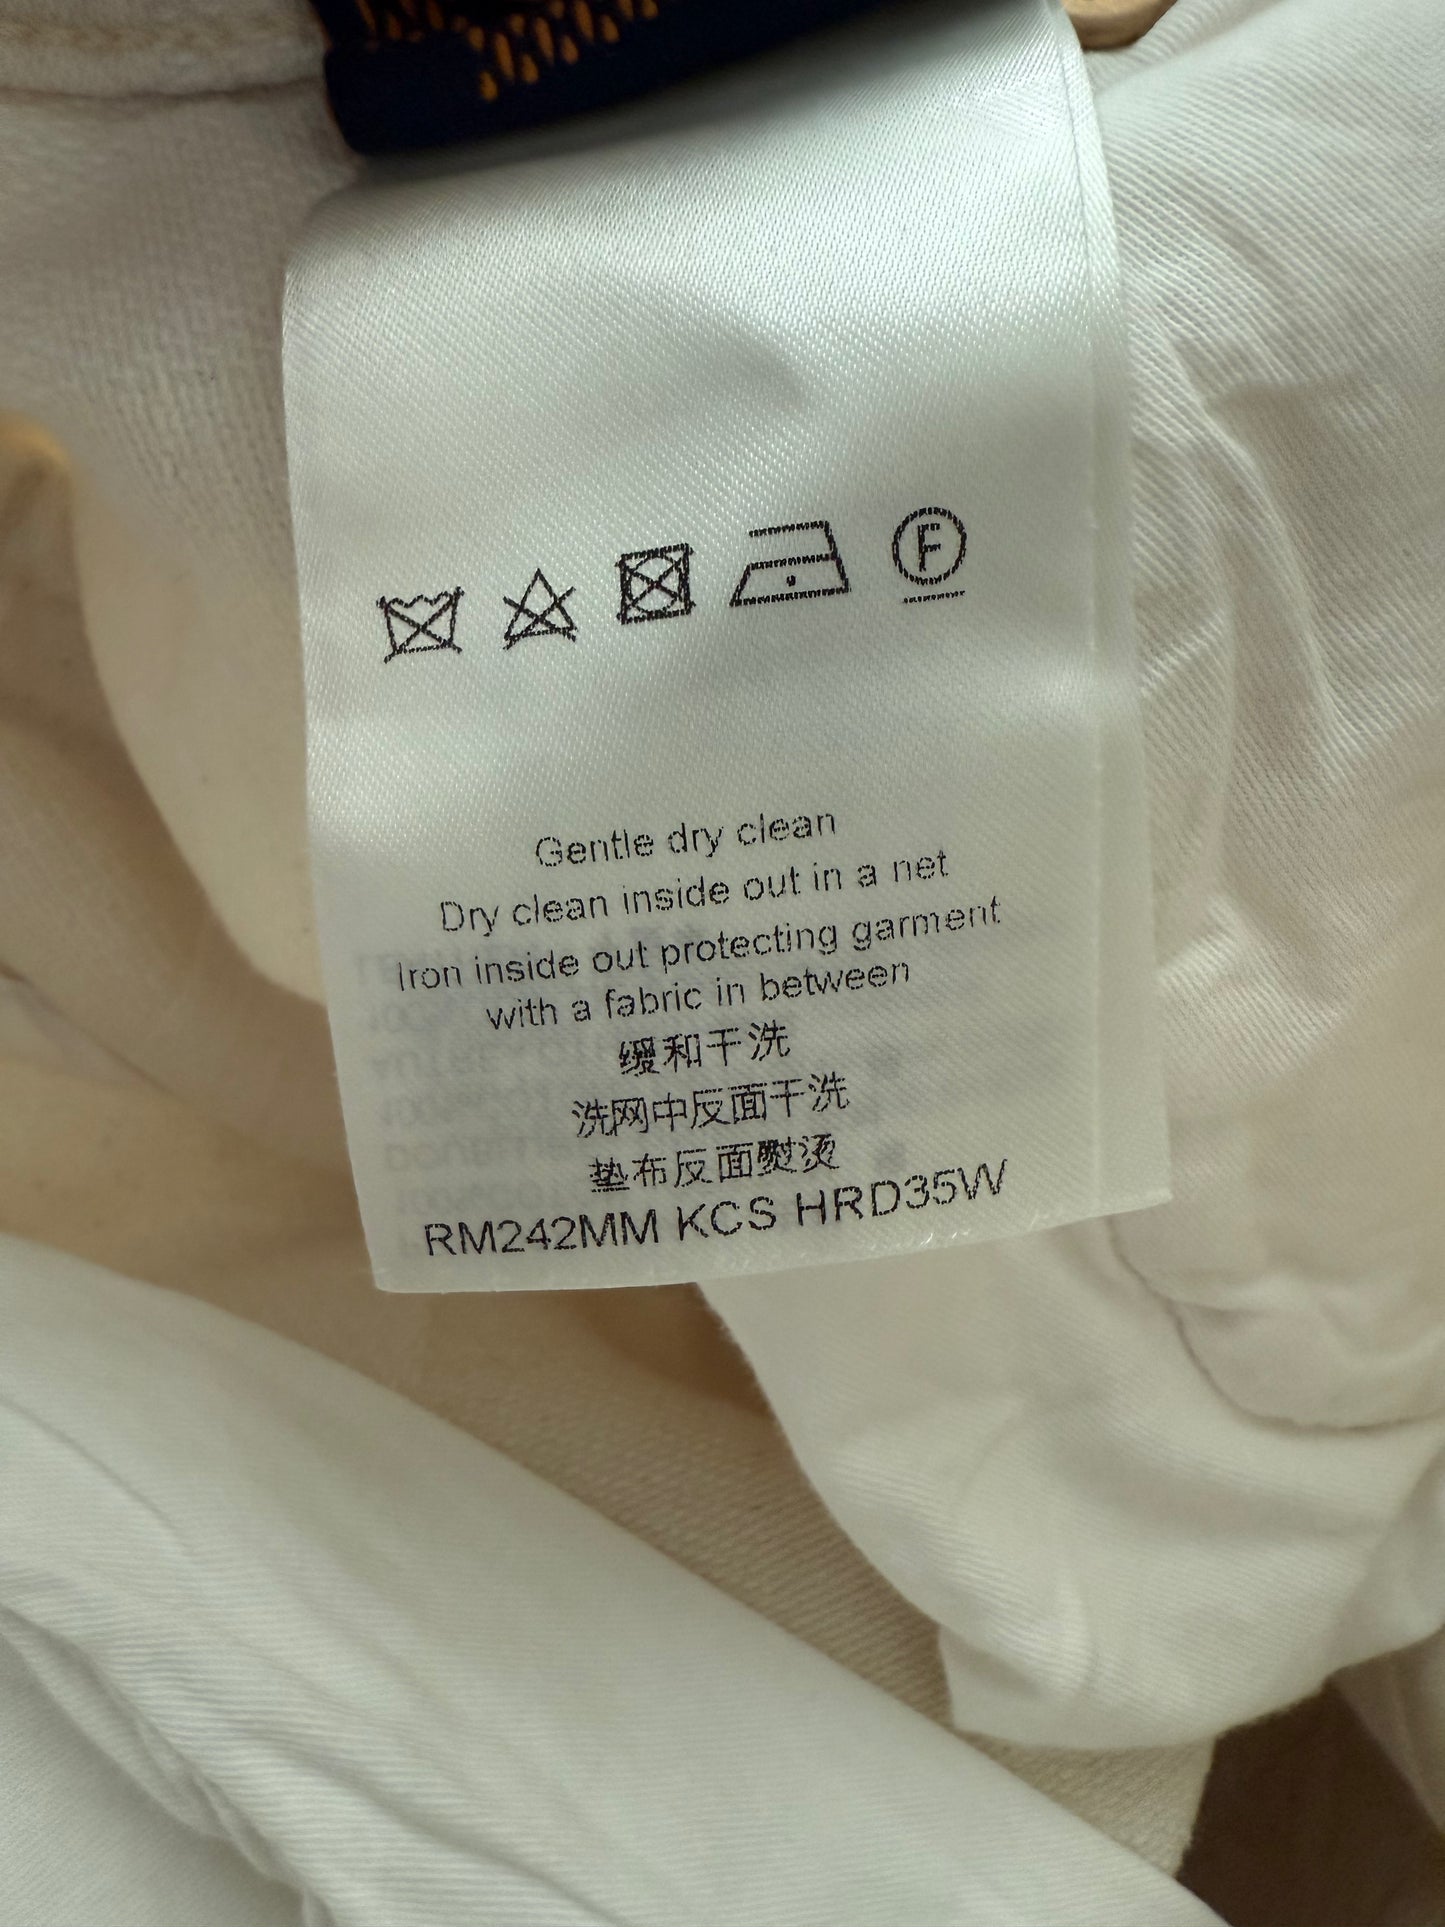 F
Gentle dry clean
Dry clean inside out in a net
Iron inside out protecting garment
with a fabric in between
缓和干洗
洗网中反面干洗
垫布反面熨烫
RM242MM KCS HRD35W